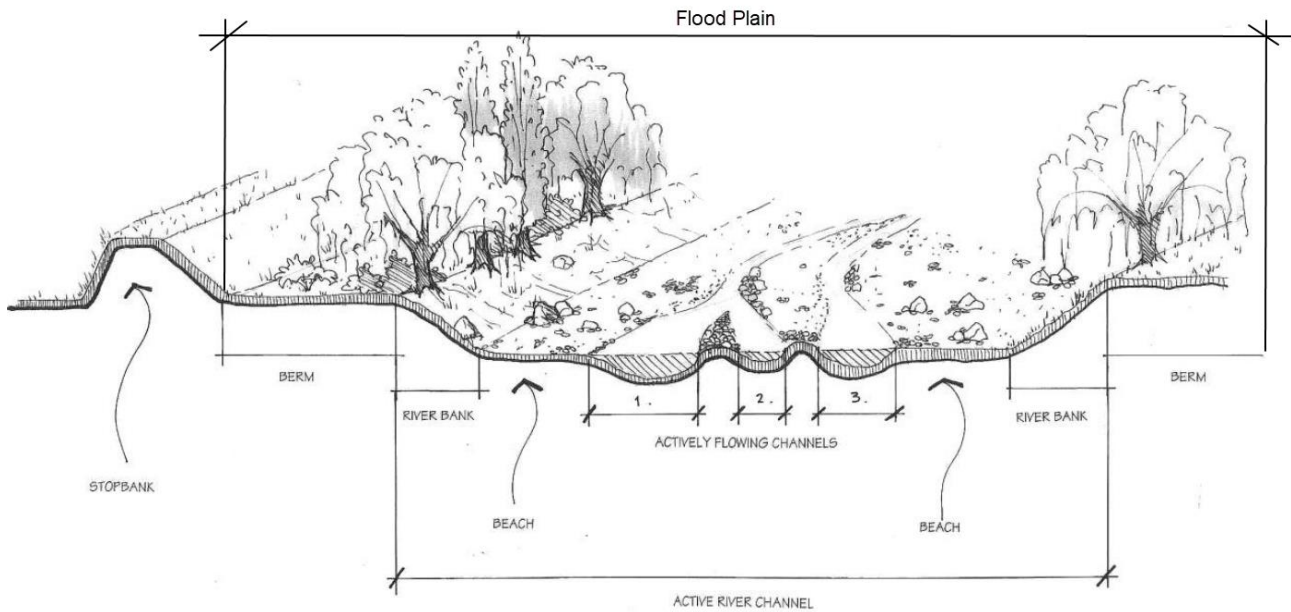 Flood Plain
BERM
BERM
RIVER BANK
1.
2.
3.
RIVER BANK
ACTIVELY FLOWING CHANNELS
STOPBANK
BEACH
BEACH
ACTIVE RIVER CHANNEL